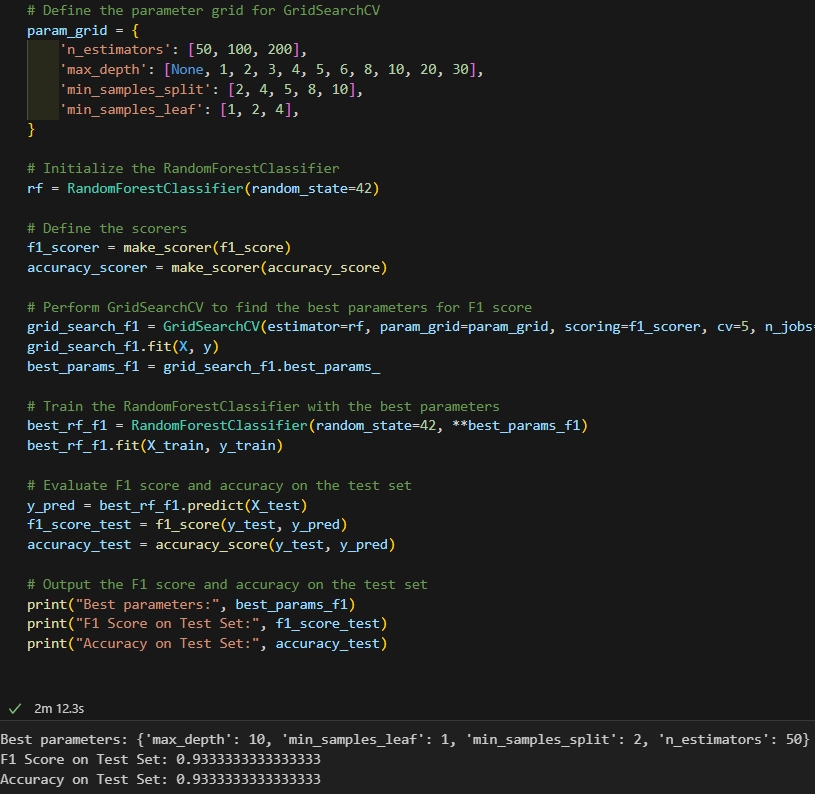 # Define the parameter grid for GridSearchCV
param_grid = {
    'n_estimators': [50, 100, 200],
    'max_depth': [None, 1, 2, 3, 4, 5, 6, 8, 10, 20, 30],
    'min_samples_split': [2, 4, 5, 8, 10],
    'min_samples_leaf': [1, 2, 4],
}
# Initialize the RandomForestClassifier
rf = RandomForestClassifier(random_state=42)
# Define the scorers
f1_scorer = make_scorer(f1_score)
accuracy_scorer = make_scorer(accuracy_score)
# Perform GridSearchCV to find the best parameters for F1 score
grid_search_f1 = GridSearchCV(estimator=rf, param_grid=param_grid, scoring=f1_scorer, cv=5, n_jobs=
grid_search_f1.fit(X, y)
best_params_f1 = grid_search_f1.best_params_
# Train the RandomForestClassifier with the best parameters
best_rf_f1 = RandomForestClassifier(random_state=42, **best_params_f1)
best_rf_f1.fit(X_train, y_train)
# Evaluate F1 score and accuracy on the test set
y_pred = best_rf_f1.predict(X_test)
f1_score_test = f1_score(y_test, y_pred)
accuracy_test = accuracy_score(y_test, y_pred)
# Output the F1 score and accuracy on the test set
print("Best parameters:", best_params_f1)
print("F1 Score on Test Set:", f1_score_test)
print("Accuracy on Test Set:", accuracy_test)
2m 12.3s
Best parameters: {'max_depth': 10, 'min_samples_leaf': 1, 'min_samples_split': 2, 'n_estimators': 50}
F1 Score on Test Set: 0.9333333333333333
Accuracy on Test Set: 0.9333333333333333